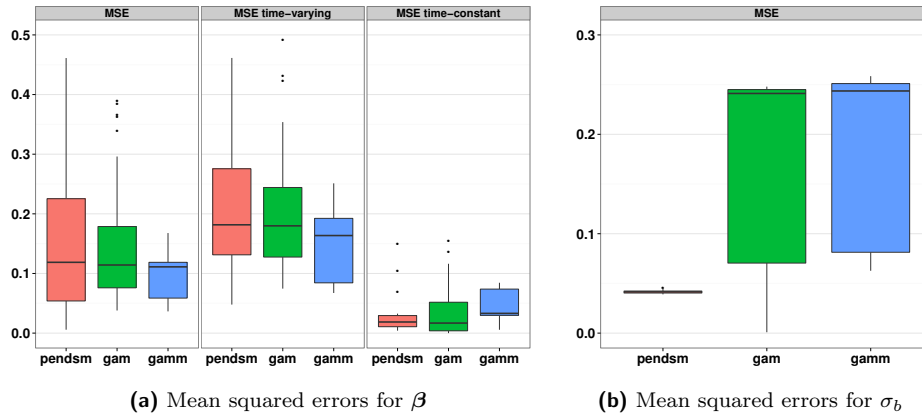 MSE MSE time−varying MSE time−constant
0.5
0.4
0.3
0.2
0.1
0.0
pendsm gam gamm pendsm gam gamm pendsm gam gamm
(a) Mean squared errors for β
MSE
0.3
0.2
0.1
0.0
pendsm gam gamm
(b) Mean squared errors for σ_b